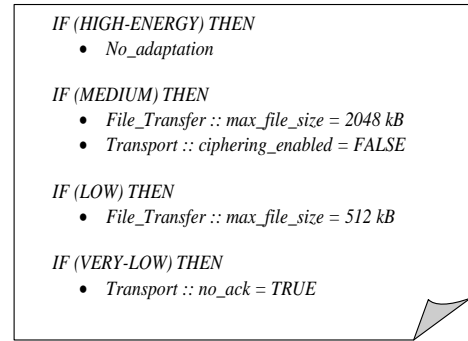 IF (HIGH-ENERGY) THEN
• No_adaptation
IF (MEDIUM) THEN
• File_Transfer :: max_file_size = 2048 kB
• Transport :: ciphering_enabled = FALSE
IF (LOW) THEN
• File_Transfer :: max_file_size = 512 kB
IF (VERY-LOW) THEN
• Transport :: no_ack = TRUE